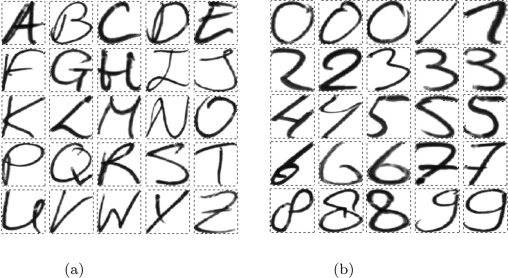 A B C D E
F G H I J
K L M N O
P Q R S T
U V W X Z
0 0 0 1 1
2 2 3 3 3
4 4 5 5 5
6 6 6 7 7
8 8 8 9 9
(a)
(b)